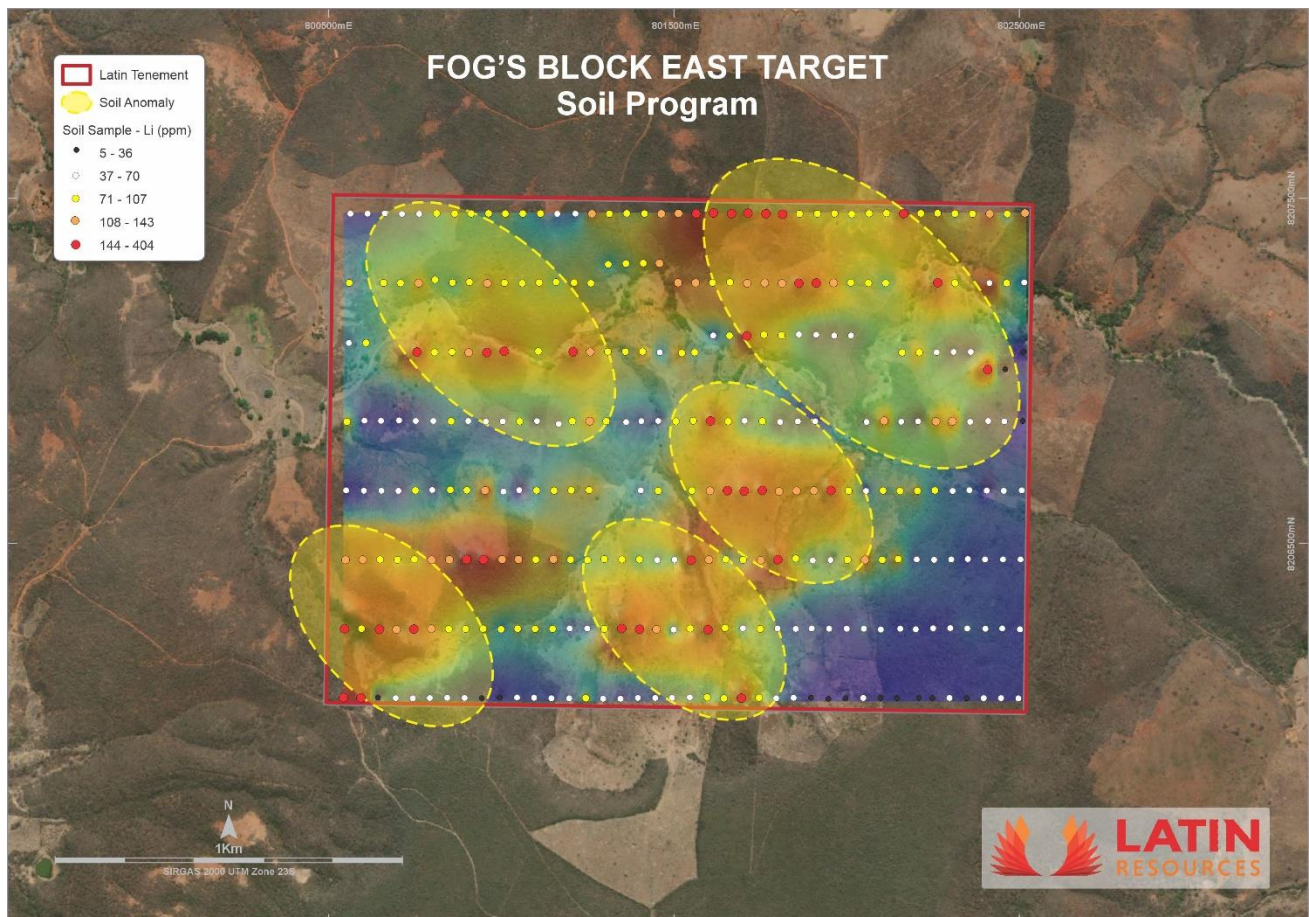 800500mE
801500mE
802500mE
FOG'S BLOCK EAST TARGET
Soil Program
Latin Tenement
Soil Anomaly
Soil Sample - Li (ppm)
5 - 36
37 - 70
71 - 107
108 - 143
144 - 404
8207500mN
8206500mN
N
1Km
SIRGAS 2000 UTM Zone 23S
LATIN
RESOURCES